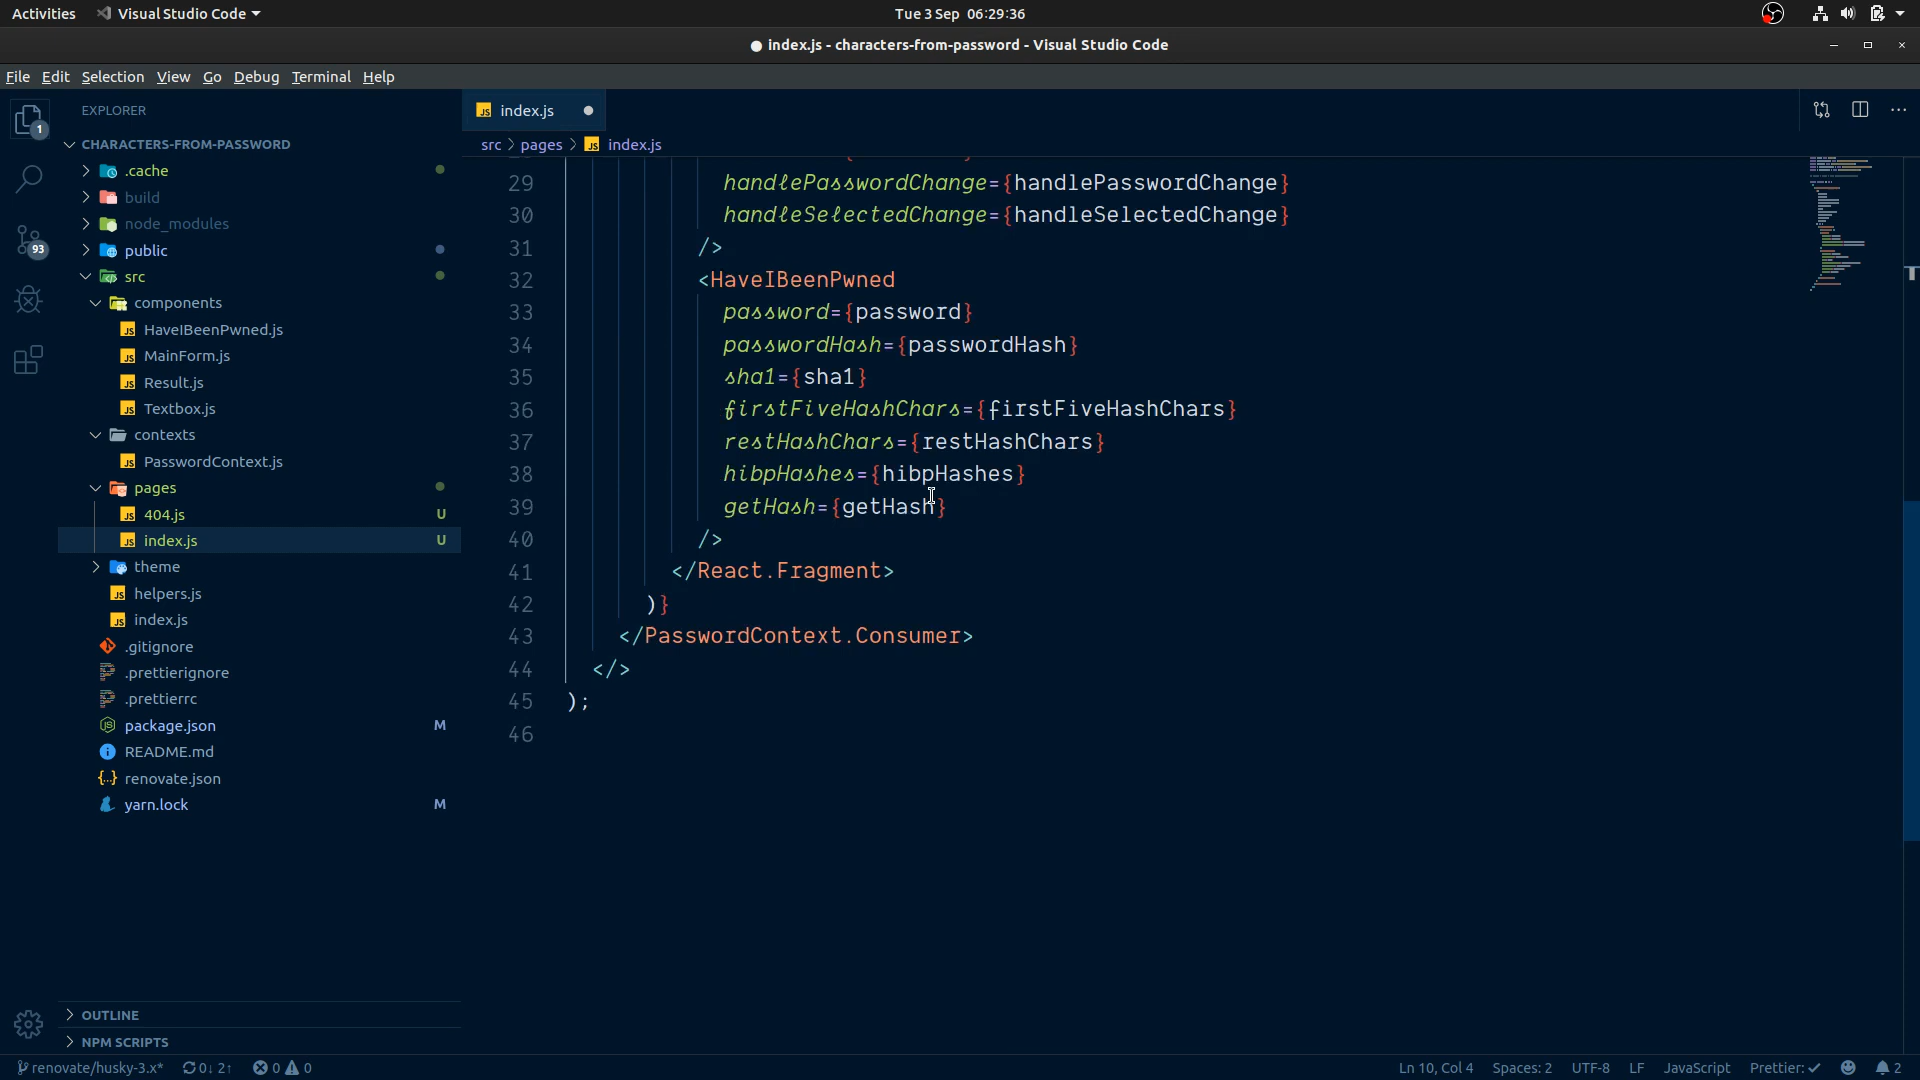 Activities
Visual Studio Code
Tue 3 Sep 06:29:36
● index.js - characters-from-password - Visual Studio Code
File Edit Selection View Go Debug Terminal Help
EXPLORER
1
93
CHARACTERS-FROM-PASSWORD
.cache
build
node_modules
public
src
components
HaveIBeenPwned.js
MainForm.js
Result.js
Textbox.js
contexts
PasswordContext.js
pages
404.js U
index.js U
theme
helpers.js
index.js
.gitignore
.prettierignore
.prettierrc
package.json M
README.md
renovate.json
yarn.lock M
OUTLINE
NPM SCRIPTS
index.js
src > pages > index.js
29 handlePasswordChange={handlePasswordChange}
30 handleSelectedChange={handleSelectedChange}
31 />
32 <HaveIBeenPwned
33 password={password}
34 passwordHash={passwordHash}
35 sha1={sha1}
36 firstFiveHashChars={firstFiveHashChars}
37 restHashChars={restHashChars}
38 hibpHashes={hibpHashes}
39 getHash={getHash}
40 />
41 </React.Fragment>
42 )}
43 </PasswordContext.Consumer>
44 </>
45 );
46
renovate/husky-3.x* 0↓ 2↑ 0 0
Ln 10, Col 4 Spaces: 2 UTF-8 LF JavaScript Prettier: ✓ 2